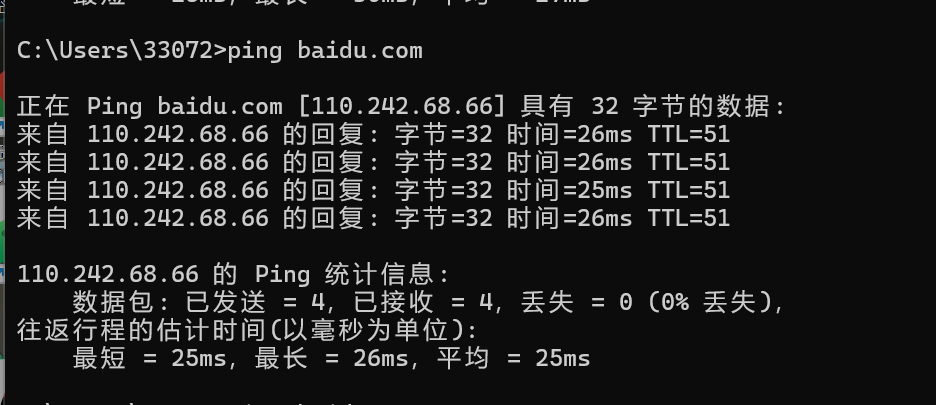 C:\Users\33072>ping baidu.com
正在 Ping baidu.com [110.242.68.66] 具有 32 字节的数据:
来自 110.242.68.66 的回复: 字节=32 时间=26ms TTL=51
来自 110.242.68.66 的回复: 字节=32 时间=26ms TTL=51
来自 110.242.68.66 的回复: 字节=32 时间=25ms TTL=51
来自 110.242.68.66 的回复: 字节=32 时间=26ms TTL=51
110.242.68.66 的 Ping 统计信息:
数据包: 已发送 = 4, 已接收 = 4, 丢失 = 0 (0% 丢失),
往返行程的估计时间(以毫秒为单位):
最短 = 25ms, 最长 = 26ms, 平均 = 25ms